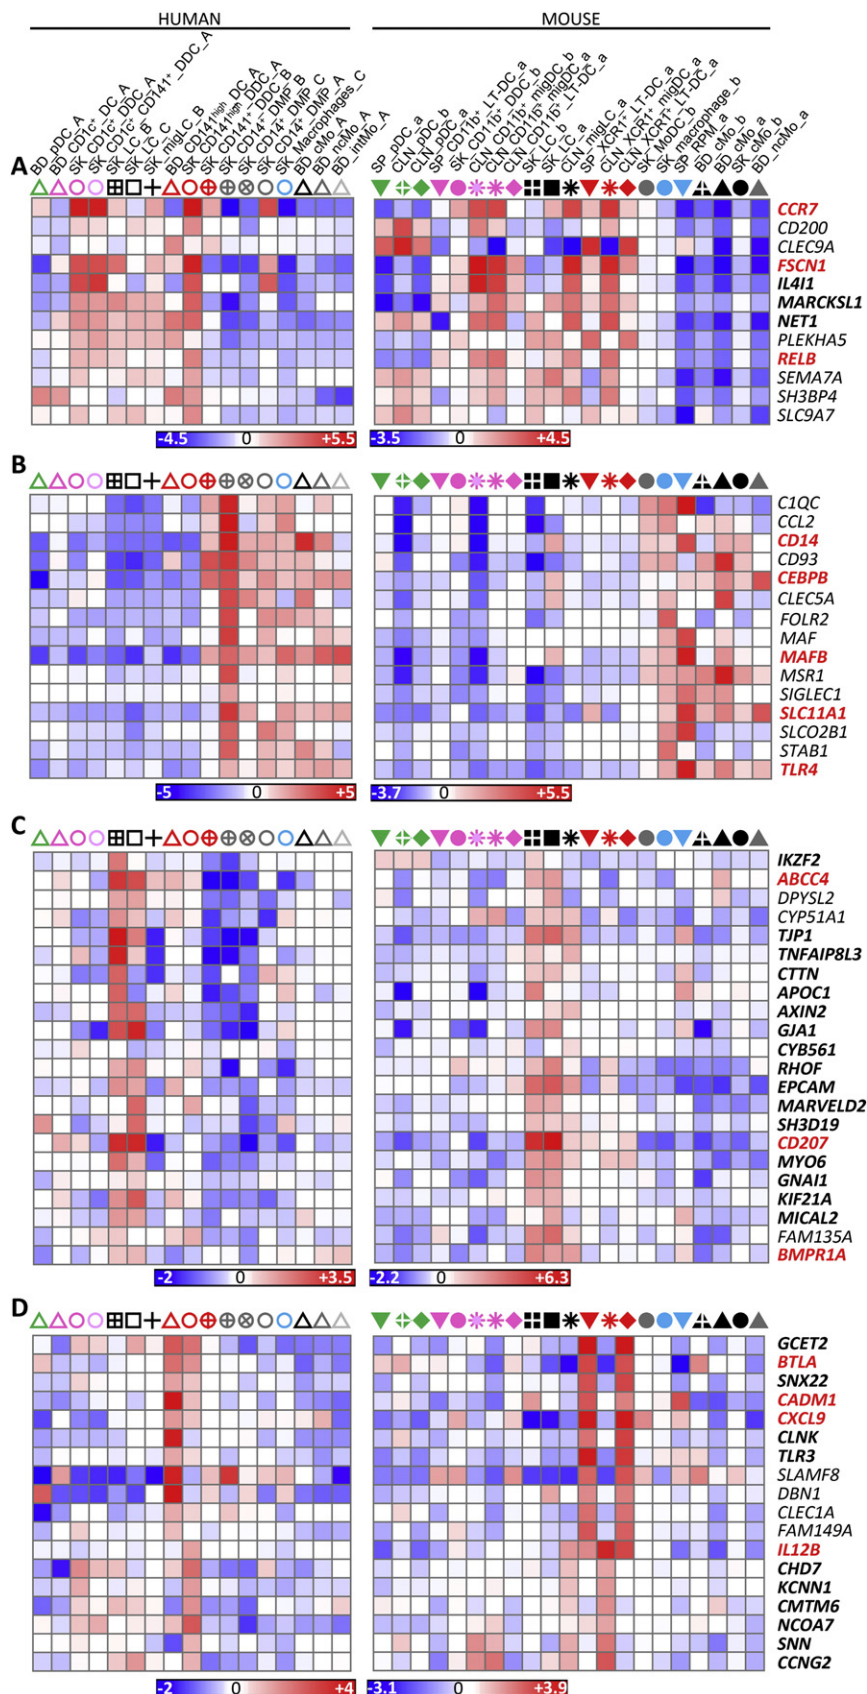 HUMAN
MOUSE
BD_pDC_A
BD_CD1c⁺_DC_A
SK_CD1c⁺_DDC_A
SK_CD1c⁺_CD141⁺_DDC_A
SK_LC_B
SK_LC_C
SK_migLC_B
BD_CD141ʰⁱᵍʰ_DC_A
SK_CD141ʰⁱᵍʰ_DDC_A
SK_CD141⁺_DDC_B
SK_CD14⁺_DMP_B
SK_CD14⁺_DMP_C
SK_CD14⁺_DMP_A
SK_Macrophages_C
BD_cMo_A
BD_ncMo_A
BD_intMo_A
SP_pDC_a
CLN_pDC_b
CLN_pDC_a
SP_CD11b⁺_LT-DC_a
SK_CD11b⁺_DDC_b
CLN_CD11b⁺_migDC_b
CLN_CD11b⁺_migDC_a
CLN_CD11b⁺_LT-DC_a
SK_LC_b
SK_LC_a
CLN_migLC_a
SP_XCR1⁺_LT-DC_a
CLN_XCR1⁺_migDC_a
CLN_XCR1⁺_LT-DC_a
SK_MoDC_b
SK_macrophage_b
SP_RPM_a
BD_cMo_b
BD_cMo_a
SK_cMo_b
BD_ncMo_a
A
CCR7
CD200
CLEC9A
FSCN1
IL4I1
MARCKSL1
NET1
PLEKHA5
RELB
SEMA7A
SH3BP4
SLC9A7
-4.5 0 +5.5
-3.5 0 +4.5
B
C1QC
CCL2
CD14
CD93
CEBPB
CLEC5A
FOLR2
MAF
MAFB
MSR1
SIGLEC1
SLC11A1
SLCO2B1
STAB1
TLR4
-5 0 +5
-3.7 0 +5.5
C
IKZF2
ABCC4
DPYSL2
CYP51A1
TJP1
TNFAIP8L3
CTTN
APOC1
AXIN2
GJA1
CYB561
RHOF
EPCAM
MARVELD2
SH3D19
CD207
MYO6
GNAI1
KIF21A
MICAL2
FAM135A
BMPR1A
-2 0 +3.5
-2.2 0 +6.3
D
GCET2
BTLA
SNX22
CADM1
CXCL9
CLNK
TLR3
SLAMF8
DBN1
CLEC1A
FAM149A
IL12B
CHD7
KCNN1
CMTM6
NCOA7
SNN
CCNG2
-2 0 +4
-3.1 0 +3.9